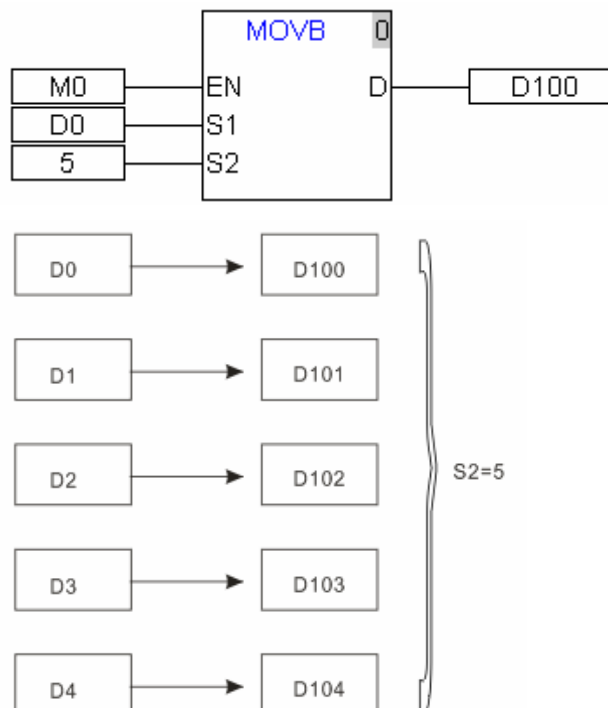 MOVB 0
M0 EN D D100
D0 S1
5 S2
D0 D100
D1 D101
D2 D102 S2=5
D3 D103
D4 D104